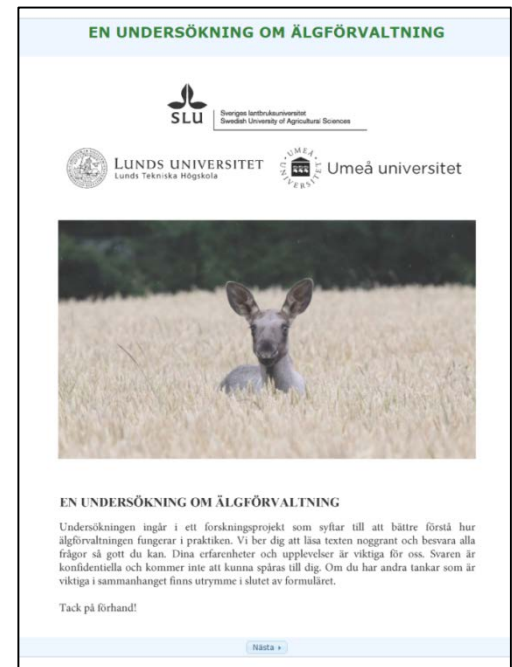 EN UNDERSÖKNING OM ÄLGFÖRVALTNING
SLU
Sveriges lantbruksuniversitet
Swedish University of Agricultural Sciences
LUNDS UNIVERSITET
Lunds Tekniska Högskola
UMEÅ UNIVERSITET
Umeå universitet
EN UNDERSÖKNING OM ÄLGFÖRVALTNING
Undersökningen ingår i ett forskningsprojekt som syftar till att bättre förstå hur
älgförvaltningen fungerar i praktiken. Vi ber dig att läsa texten noggrant och besvara alla
frågor så gott du kan. Dina erfarenheter och upplevelser är viktiga för oss. Svaren är
konfidentiella och kommer inte att kunna spåras till dig. Om du har andra tankar som är
viktiga i sammanhanget finns utrymme i slutet av formuläret.
Tack på förhand!
Nästa